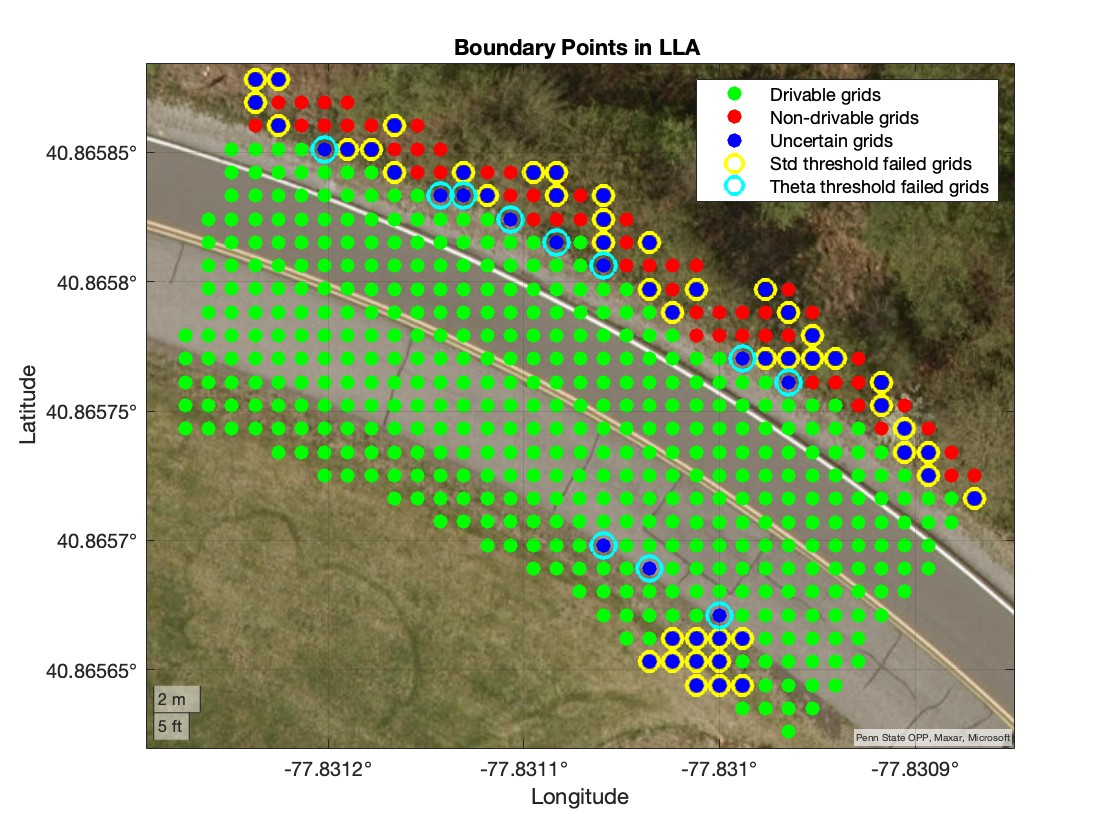 Boundary Points in LLA
Drivable grids
Non-drivable grids
Uncertain grids
Std threshold failed grids
Theta threshold failed grids
40.86585°
40.8658°
40.86575°
40.8657°
40.86565°
Latitude
2 m
5 ft
Penn State OPP, Maxar, Microsoft
-77.8312°
-77.8311°
-77.831°
-77.8309°
Longitude